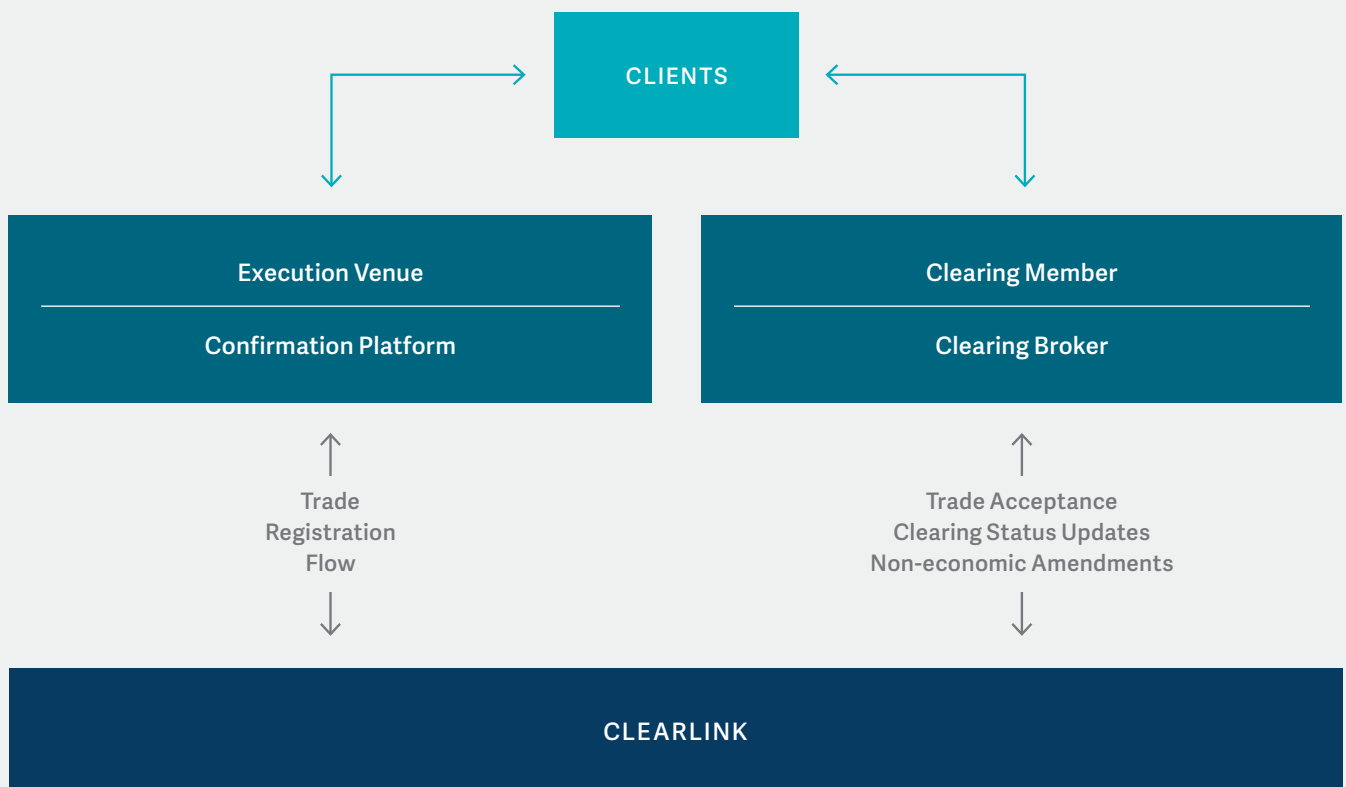 CLIENTS
Execution Venue
Confirmation Platform
Clearing Member
Clearing Broker
Trade
Registration
Flow
Trade Acceptance
Clearing Status Updates
Non-economic Amendments
CLEARLINK